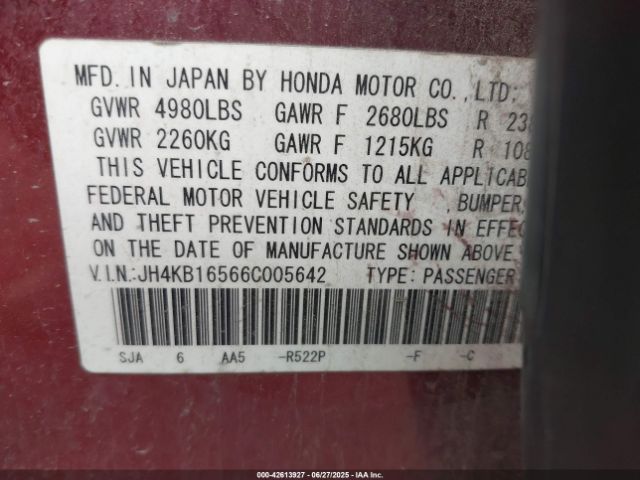 MFD. IN JAPAN BY HONDA MOTOR CO., LTD:
GVWR 4980LBS GAWR F 2680LBS R
GVWR 2260KG GAWR F 1215KG R
THIS VEHICLE CONFORMS TO ALL
FEDERAL MOTOR VEHICLE SAFETY , BUMPER,
AND THEFT PREVENTION STANDARDS IN
ON THE DATE OF MANUFACTURE SHOWN ABOVE.
V.I.N.:JH4KB16566C005642 TYPE: PASSENGER
SJA 6 AA5 -R522P -F -C
000-42613927 | 06/27/2025 | IAA Inc.